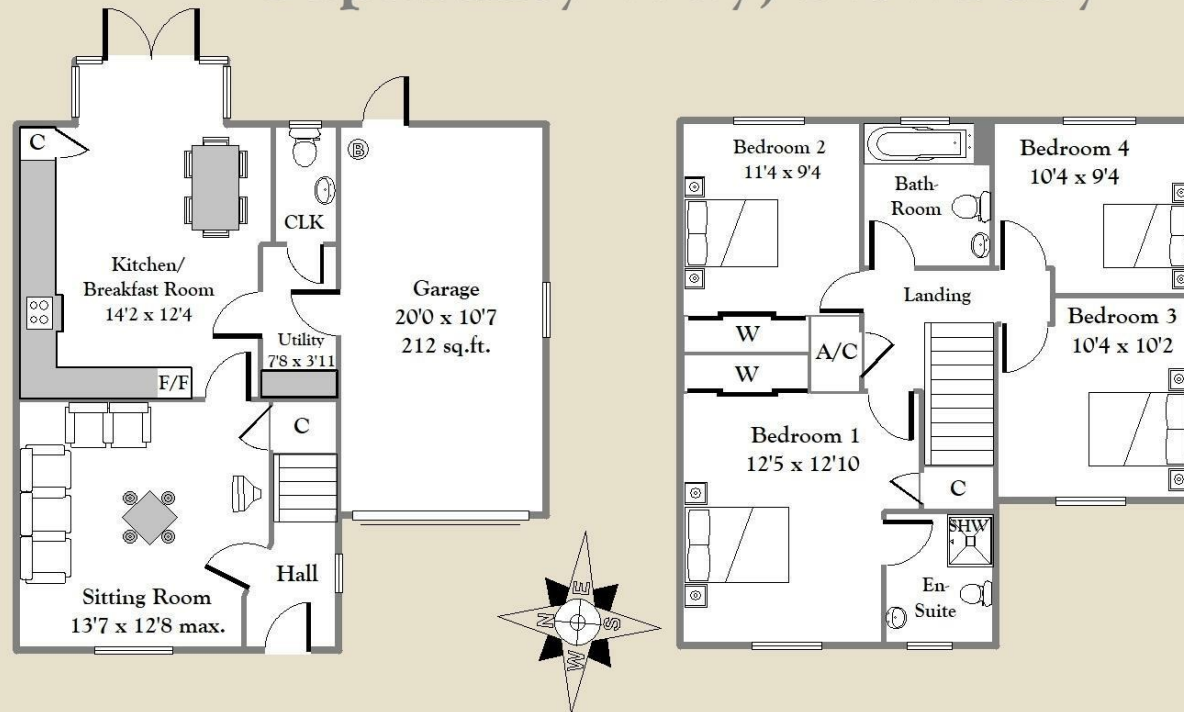 C
B
CLK
Kitchen/
Breakfast Room
14'2 x 12'4
Garage
20'0 x 10'7
212 sq.ft.
Utility
7'8 x 3'11
F/F
C
Hall
Sitting Room
13'7 x 12'8 max.
N
E
S
W
Bedroom 2
11'4 x 9'4
Bath-
Room
Bedroom 4
10'4 x 9'4
Landing
W
A/C
W
Bedroom 3
10'4 x 10'2
Bedroom 1
12'5 x 12'10
C
SHW
En-
Suite